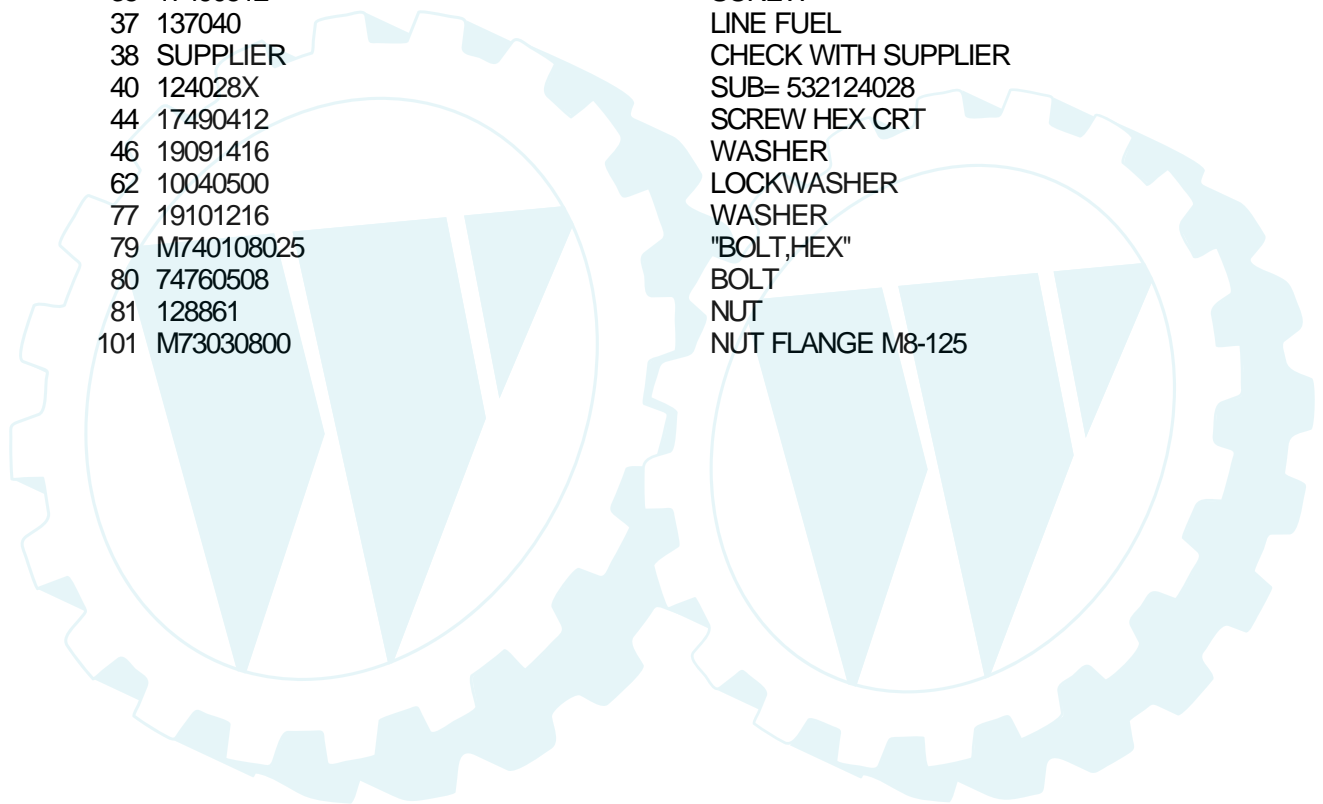 37 137040 LINE FUEL
38 SUPPLIER CHECK WITH SUPPLIER
40 124028X SUB= 532124028
44 17490412 SCREW HEX CRT
46 19091416 WASHER
62 10040500 LOCKWASHER
77 19101216 WASHER
79 M740108025 "BOLT,HEX"
80 74760508 BOLT
81 128861 NUT
101 M73030800 NUT FLANGE M8-125